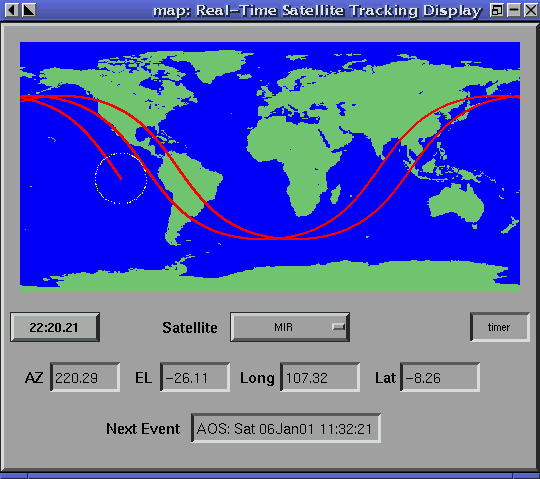 map: Real-Time Satellite Tracking Display
22:20.21 Satellite MIR timer
AZ 220.29 EL -26.11 Long 107.32 Lat -8.26
Next Event AOS: Sat 06Jan01 11:32:21